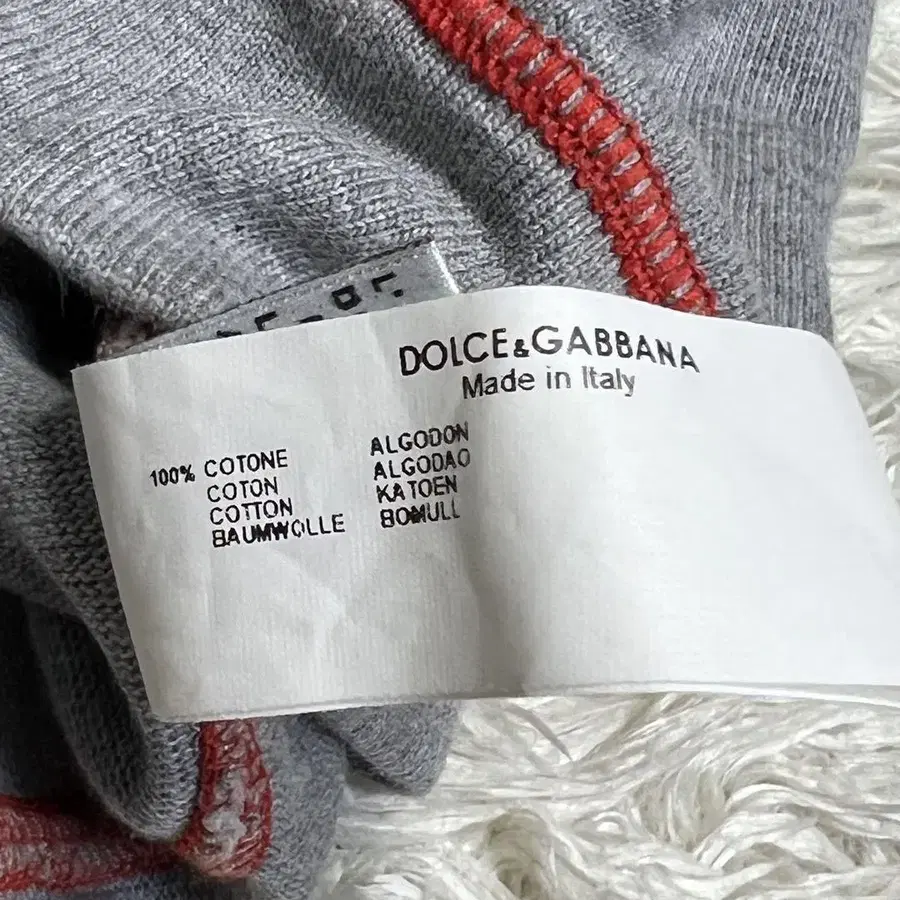 DOLCE&GABBANA
Made in Italy
100% COTONE
COTON
COTTON
BAUMWOLLE
ALGODON
ALGODAO
KATOEN
BOMULL